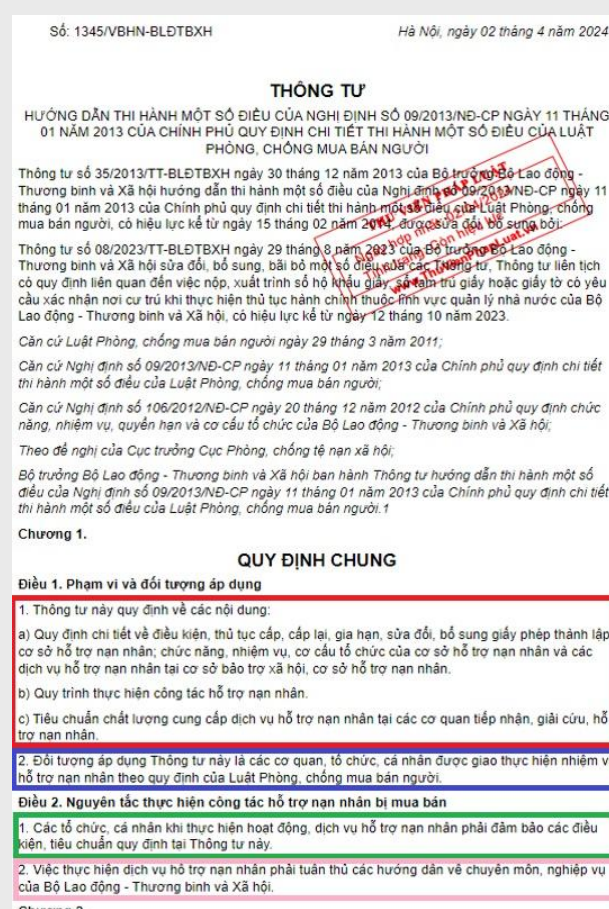 Số: 1345/VBHN-BLĐTBXH Hà Nội, ngày 02 tháng 4 năm 2024
THÔNG TƯ
HƯỚNG DẪN THI HÀNH MỘT SỐ ĐIỀU CỦA NGHỊ ĐỊNH SỐ 09/2013/NĐ-CP NGÀY 11 THÁNG
01 NĂM 2013 CỦA CHÍNH PHỦ QUY ĐỊNH CHI TIẾT THI HÀNH MỘT SỐ ĐIỀU CỦA LUẬT
PHÒNG, CHỐNG MUA BÁN NGƯỜI
Thông tư số 35/2013/TT-BLĐTBXH ngày 30 tháng 12 năm 2013 của Bộ trưởng Bộ Lao động -
Thương binh và Xã hội hướng dẫn thi hành một số điều của Nghị định số 09/2013/NĐ-CP ngày 11
tháng 01 năm 2013 của Chính phủ quy định chi tiết thi hành một số điều của Luật Phòng, chống
mua bán người, có hiệu lực kể từ ngày 15 tháng 02 năm 2014, được sửa đổi, bổ sung bởi:
THƯ VIỆN PHÁP LUẬT
Ngày hợp nhất: 02/04/2024
Tình trạng: Còn hiệu lực
www.ThuVienPhapLuat.vn
Thông tư số 08/2023/TT-BLĐTBXH ngày 29 tháng 8 năm 2023 của Bộ trưởng Bộ Lao động -
Thương binh và Xã hội sửa đổi, bổ sung, bãi bỏ một số điều của các Thông tư, Thông tư liên tịch
có quy định liên quan đến việc nộp, xuất trình số hộ khẩu giấy, sổ tạm trú giấy hoặc giấy tờ có yêu
cầu xác nhận nơi cư trú khi thực hiện thủ tục hành chính thuộc lĩnh vực quản lý nhà nước của Bộ
Lao động - Thương binh và Xã hội, có hiệu lực kể từ ngày 12 tháng 10 năm 2023.
Căn cứ Luật Phòng, chống mua bán người ngày 29 tháng 3 năm 2011;
Căn cứ Nghị định số 09/2013/NĐ-CP ngày 11 tháng 01 năm 2013 của Chính phủ quy định chi tiết
thi hành một số điều của Luật Phòng, chống mua bán người;
Căn cứ Nghị định số 106/2012/NĐ-CP ngày 20 tháng 12 năm 2012 của Chính phủ quy định chức
năng, nhiệm vụ, quyền hạn và cơ cấu tổ chức của Bộ Lao động - Thương binh và Xã hội;
Theo đề nghị của Cục trưởng Cục Phòng, chống tệ nạn xã hội;
Bộ trưởng Bộ Lao động - Thương binh và Xã hội ban hành Thông tư hướng dẫn thi hành một số
điều của Nghị định số 09/2013/NĐ-CP ngày 11 tháng 01 năm 2013 của Chính phủ quy định chi tiết
thi hành một số điều của Luật Phòng, chống mua bán người.1
Chương 1.
QUY ĐỊNH CHUNG
Điều 1. Phạm vi và đối tượng áp dụng
1. Thông tư này quy định về các nội dung:
a) Quy định chi tiết về điều kiện, thủ tục cấp, cấp lại, gia hạn, sửa đổi, bổ sung giấy phép thành lập
cơ sở hỗ trợ nạn nhân; chức năng, nhiệm vụ, cơ cấu tổ chức của cơ sở hỗ trợ nạn nhân và các
dịch vụ hỗ trợ nạn nhân tại cơ sở bảo trợ xã hội, cơ sở hỗ trợ nạn nhân.
b) Quy trình thực hiện công tác hỗ trợ nạn nhân.
c) Tiêu chuẩn chất lượng cung cấp dịch vụ hỗ trợ nạn nhân tại các cơ quan tiếp nhận, giải cứu, hỗ
trợ nạn nhân.
2. Đối tượng áp dụng Thông tư này là các cơ quan, tổ chức, cá nhân được giao thực hiện nhiệm v
hỗ trợ nạn nhân theo quy định của Luật Phòng, chống mua bán người.
Điều 2. Nguyên tắc thực hiện công tác hỗ trợ nạn nhân bị mua bán
1. Các tổ chức, cá nhân khi thực hiện hoạt động, dịch vụ hỗ trợ nạn nhân phải đảm bảo các điều
kiện, tiêu chuẩn quy định tại Thông tư này.
2. Việc thực hiện dịch vụ hỗ trợ nạn nhân phải tuân thủ các hướng dẫn về chuyên môn, nghiệp vụ
của Bộ Lao động - Thương binh và Xã hội.